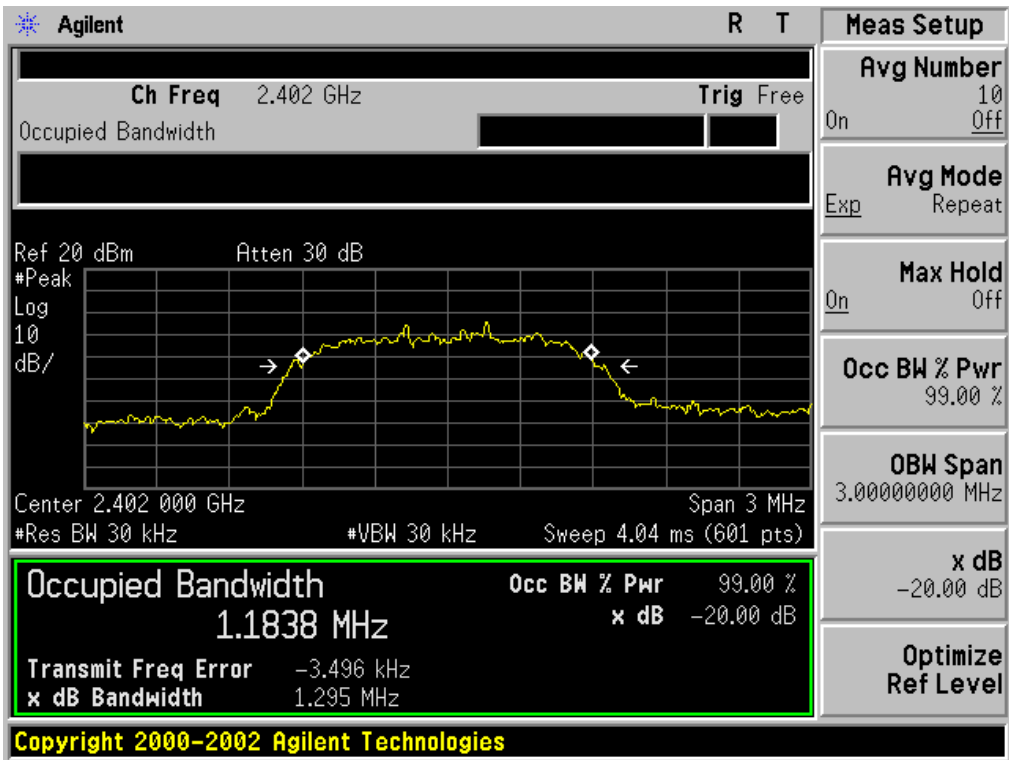 Agilent R T
Ch Freq 2.402 GHz Trig Free
Occupied Bandwidth
Ref 20 dBm Atten 30 dB
#Peak
Log
10
dB/
Center 2.402 000 GHz Span 3 MHz
#Res BW 30 kHz #VBW 30 kHz Sweep 4.04 ms (601 pts)
Occupied Bandwidth Occ BW % Pwr 99.00 %
1.1838 MHz x dB -20.00 dB
Transmit Freq Error -3.496 kHz
x dB Bandwidth 1.295 MHz
Copyright 2000-2002 Agilent Technologies
Meas Setup
Avg Number
10
On Off
Avg Mode
Exp Repeat
Max Hold
On Off
Occ BW % Pwr
99.00 %
OBW Span
3.00000000 MHz
x dB
-20.00 dB
Optimize
Ref Level